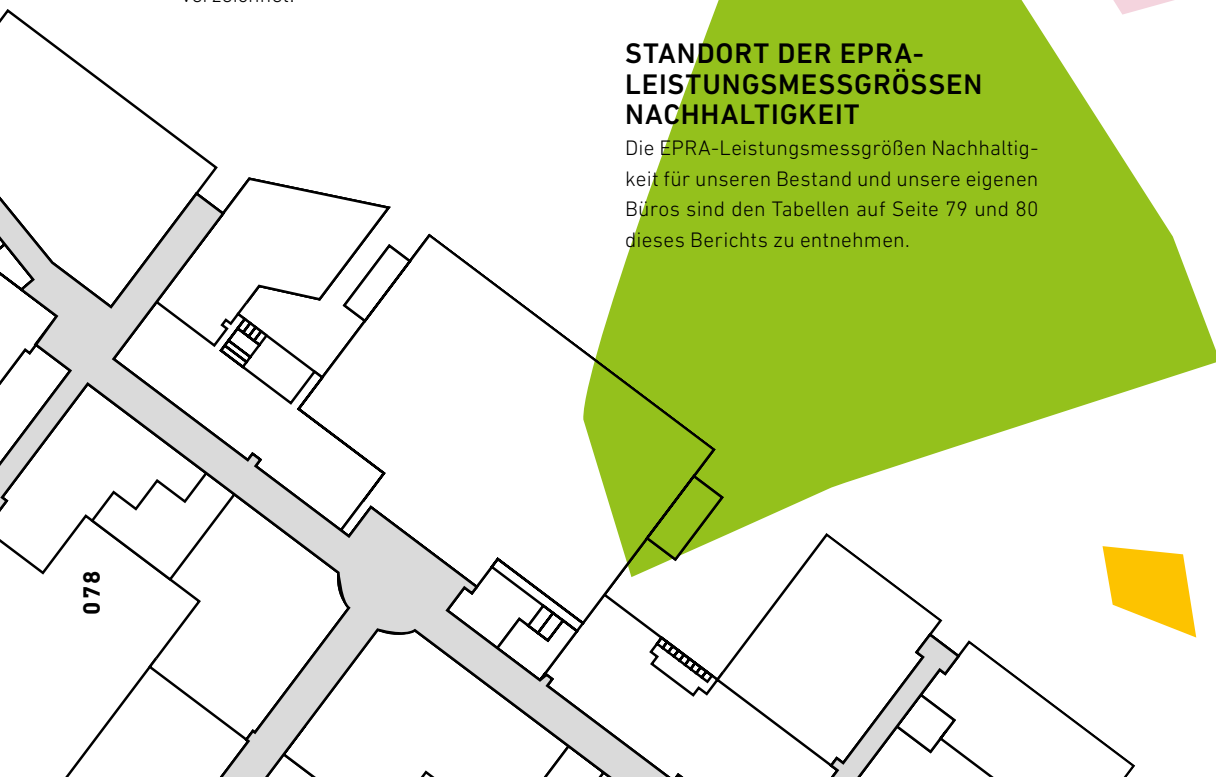 STANDORT DER EPRA-
LEISTUNGSMESSGRÖSSEN
NACHHALTIGKEIT
Die EPRA-Leistungsmessgrößen Nachhaltig-
keit für unseren Bestand und unsere eigenen
Büros sind den Tabellen auf Seite 79 und 80
dieses Berichts zu entnehmen.
078